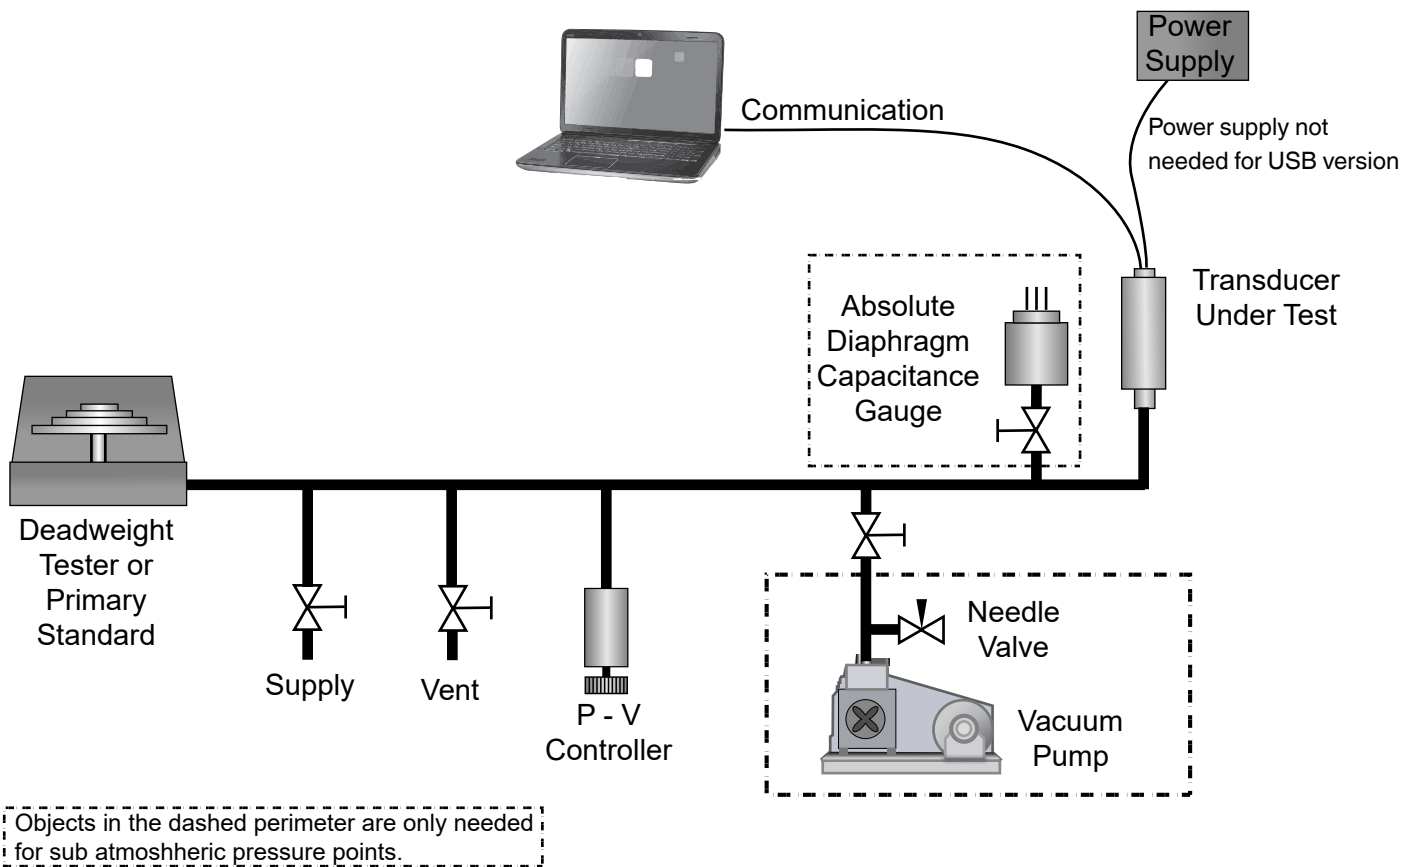 Power
Supply
Communication
Power supply not
needed for USB version
Transducer
Under Test
Absolute
Diaphragm
Capacitance
Gauge
Deadweight
Tester or
Primary
Standard
Supply
Vent
P - V
Controller
Needle
Valve
Vacuum
Pump
Objects in the dashed perimeter are only needed
for sub atmoshheric pressure points.